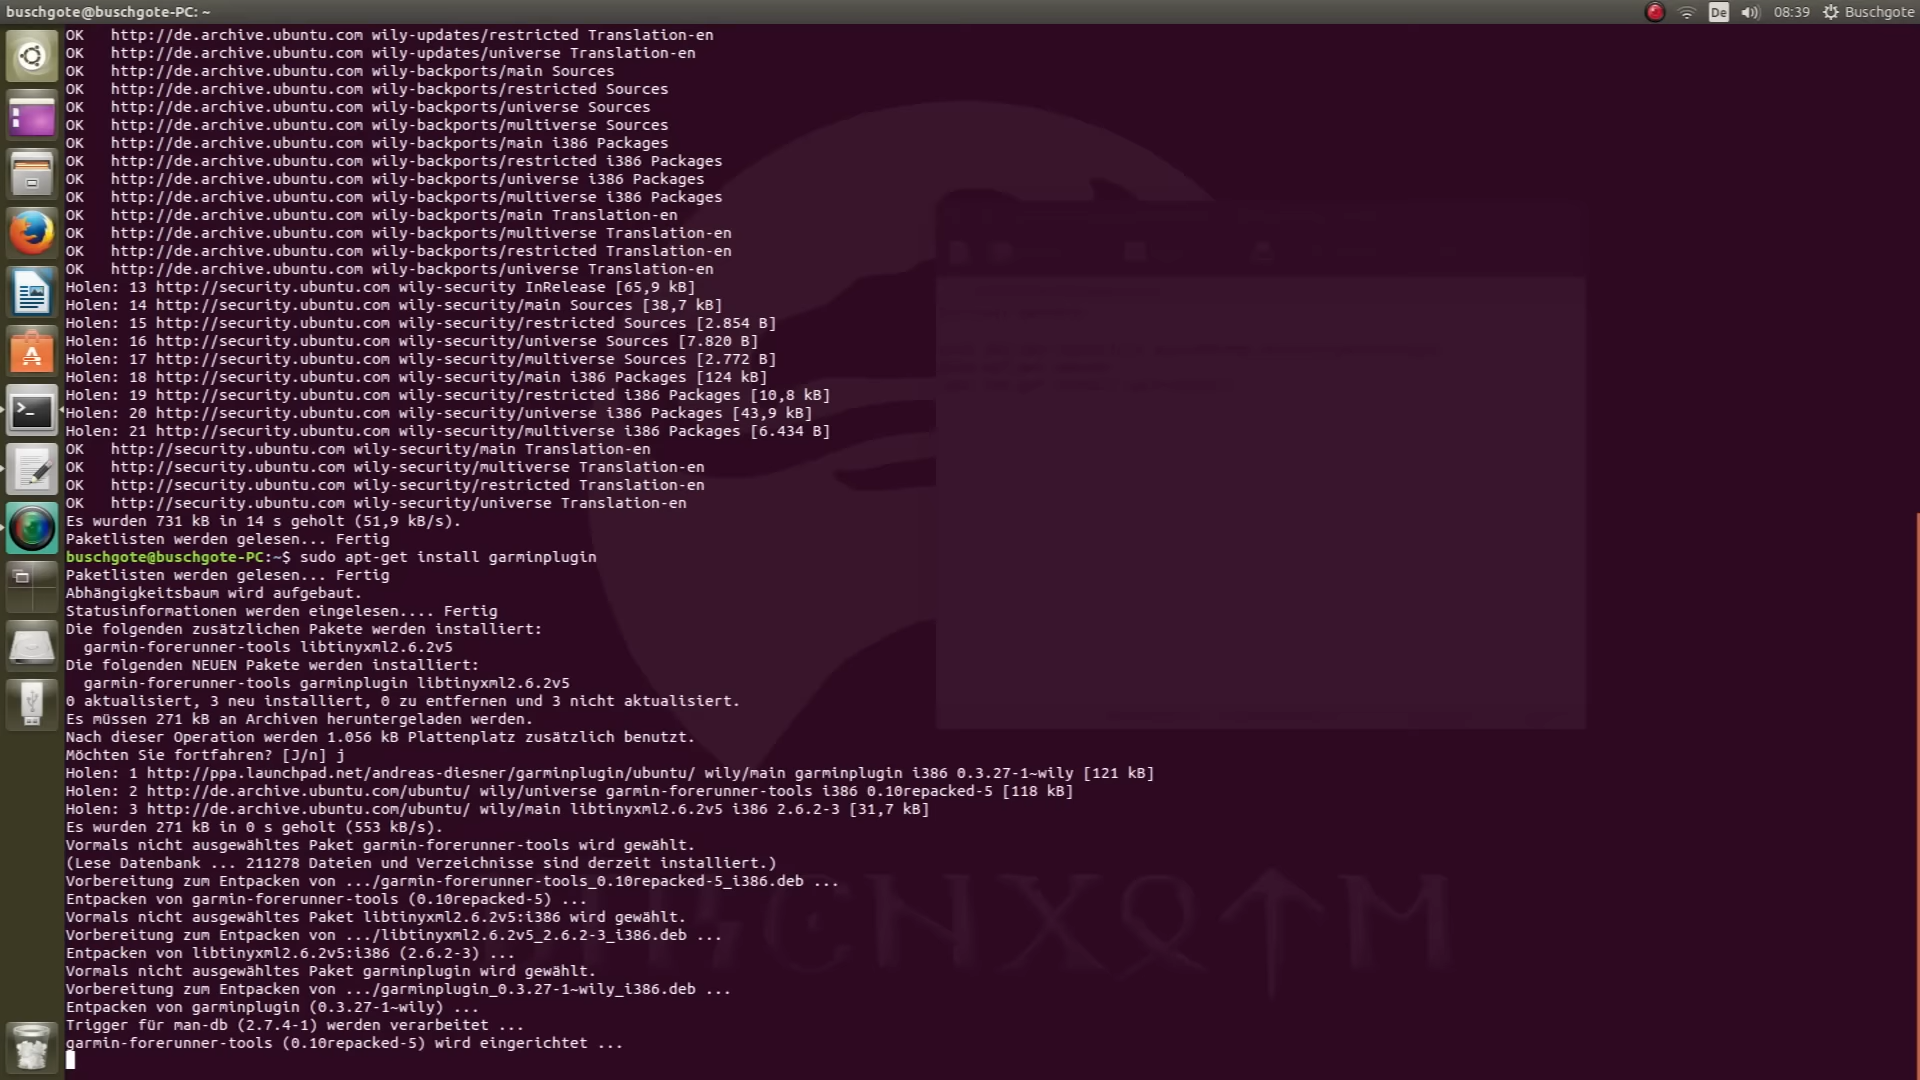 buschgote@buschgote-PC: ~
De
08:39
Buschgote
OK   http://de.archive.ubuntu.com wily-updates/restricted Translation-en
OK   http://de.archive.ubuntu.com wily-updates/universe Translation-en
OK   http://de.archive.ubuntu.com wily-backports/main Sources
OK   http://de.archive.ubuntu.com wily-backports/restricted Sources
OK   http://de.archive.ubuntu.com wily-backports/universe Sources
OK   http://de.archive.ubuntu.com wily-backports/multiverse Sources
OK   http://de.archive.ubuntu.com wily-backports/main i386 Packages
OK   http://de.archive.ubuntu.com wily-backports/restricted i386 Packages
OK   http://de.archive.ubuntu.com wily-backports/universe i386 Packages
OK   http://de.archive.ubuntu.com wily-backports/multiverse i386 Packages
OK   http://de.archive.ubuntu.com wily-backports/main Translation-en
OK   http://de.archive.ubuntu.com wily-backports/multiverse Translation-en
OK   http://de.archive.ubuntu.com wily-backports/restricted Translation-en
OK   http://de.archive.ubuntu.com wily-backports/universe Translation-en
Holen: 13 http://security.ubuntu.com wily-security InRelease [65,9 kB]
Holen: 14 http://security.ubuntu.com wily-security/main Sources [38,7 kB]
Holen: 15 http://security.ubuntu.com wily-security/restricted Sources [2.854 B]
Holen: 16 http://security.ubuntu.com wily-security/universe Sources [7.820 B]
Holen: 17 http://security.ubuntu.com wily-security/multiverse Sources [2.772 B]
Holen: 18 http://security.ubuntu.com wily-security/main i386 Packages [124 kB]
Holen: 19 http://security.ubuntu.com wily-security/restricted i386 Packages [10,8 kB]
Holen: 20 http://security.ubuntu.com wily-security/universe i386 Packages [43,9 kB]
Holen: 21 http://security.ubuntu.com wily-security/multiverse i386 Packages [6.434 B]
OK   http://security.ubuntu.com wily-security/main Translation-en
OK   http://security.ubuntu.com wily-security/multiverse Translation-en
OK   http://security.ubuntu.com wily-security/restricted Translation-en
OK   http://security.ubuntu.com wily-security/universe Translation-en
Es wurden 731 kB in 14 s geholt (51,9 kB/s).
Paketlisten werden gelesen... Fertig
buschgote@buschgote-PC:~$ sudo apt-get install garminplugin
Paketlisten werden gelesen... Fertig
Abhängigkeitsbaum wird aufgebaut.
Statusinformationen werden eingelesen.... Fertig
Die folgenden zusätzlichen Pakete werden installiert:
  garmin-forerunner-tools libtinyxml2.6.2v5
Die folgenden NEUEN Pakete werden installiert:
  garmin-forerunner-tools garminplugin libtinyxml2.6.2v5
0 aktualisiert, 3 neu installiert, 0 zu entfernen und 3 nicht aktualisiert.
Es müssen 271 kB an Archiven heruntergeladen werden.
Nach dieser Operation werden 1.056 kB Plattenplatz zusätzlich benutzt.
Möchten Sie fortfahren? [J/n] j
Holen: 1 http://ppa.launchpad.net/andreas-diesner/garminplugin/ubuntu/ wily/main garminplugin i386 0.3.27-1~wily [121 kB]
Holen: 2 http://de.archive.ubuntu.com/ubuntu/ wily/universe garmin-forerunner-tools i386 0.10repacked-5 [118 kB]
Holen: 3 http://de.archive.ubuntu.com/ubuntu/ wily/main libtinyxml2.6.2v5 i386 2.6.2-3 [31,7 kB]
Es wurden 271 kB in 0 s geholt (553 kB/s).
Vormals nicht ausgewähltes Paket garmin-forerunner-tools wird gewählt.
(Lese Datenbank ... 211278 Dateien und Verzeichnisse sind derzeit installiert.)
Vorbereitung zum Entpacken von .../garmin-forerunner-tools_0.10repacked-5_i386.deb ...
Entpacken von garmin-forerunner-tools (0.10repacked-5) ...
Vormals nicht ausgewähltes Paket libtinyxml2.6.2v5:i386 wird gewählt.
Vorbereitung zum Entpacken von .../libtinyxml2.6.2v5_2.6.2-3_i386.deb ...
Entpacken von libtinyxml2.6.2v5:i386 (2.6.2-3) ...
Vormals nicht ausgewähltes Paket garminplugin wird gewählt.
Vorbereitung zum Entpacken von .../garminplugin_0.3.27-1~wily_i386.deb ...
Entpacken von garminplugin (0.3.27-1~wily) ...
Trigger für man-db (2.7.4-1) werden verarbeitet ...
garmin-forerunner-tools (0.10repacked-5) wird eingerichtet ...